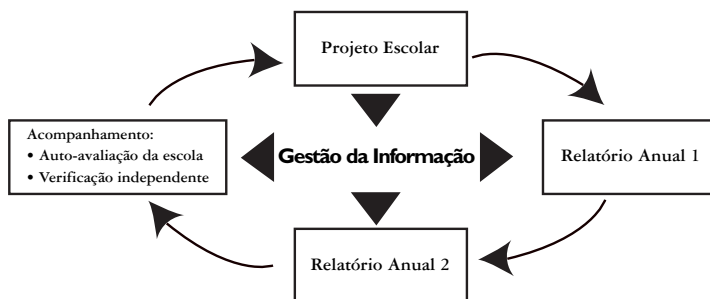 Projeto Escolar
Acompanhamento:
• Auto-avaliação da escola
• Verificação independente
Gestão da Informação
Relatório Anual 1
Relatório Anual 2